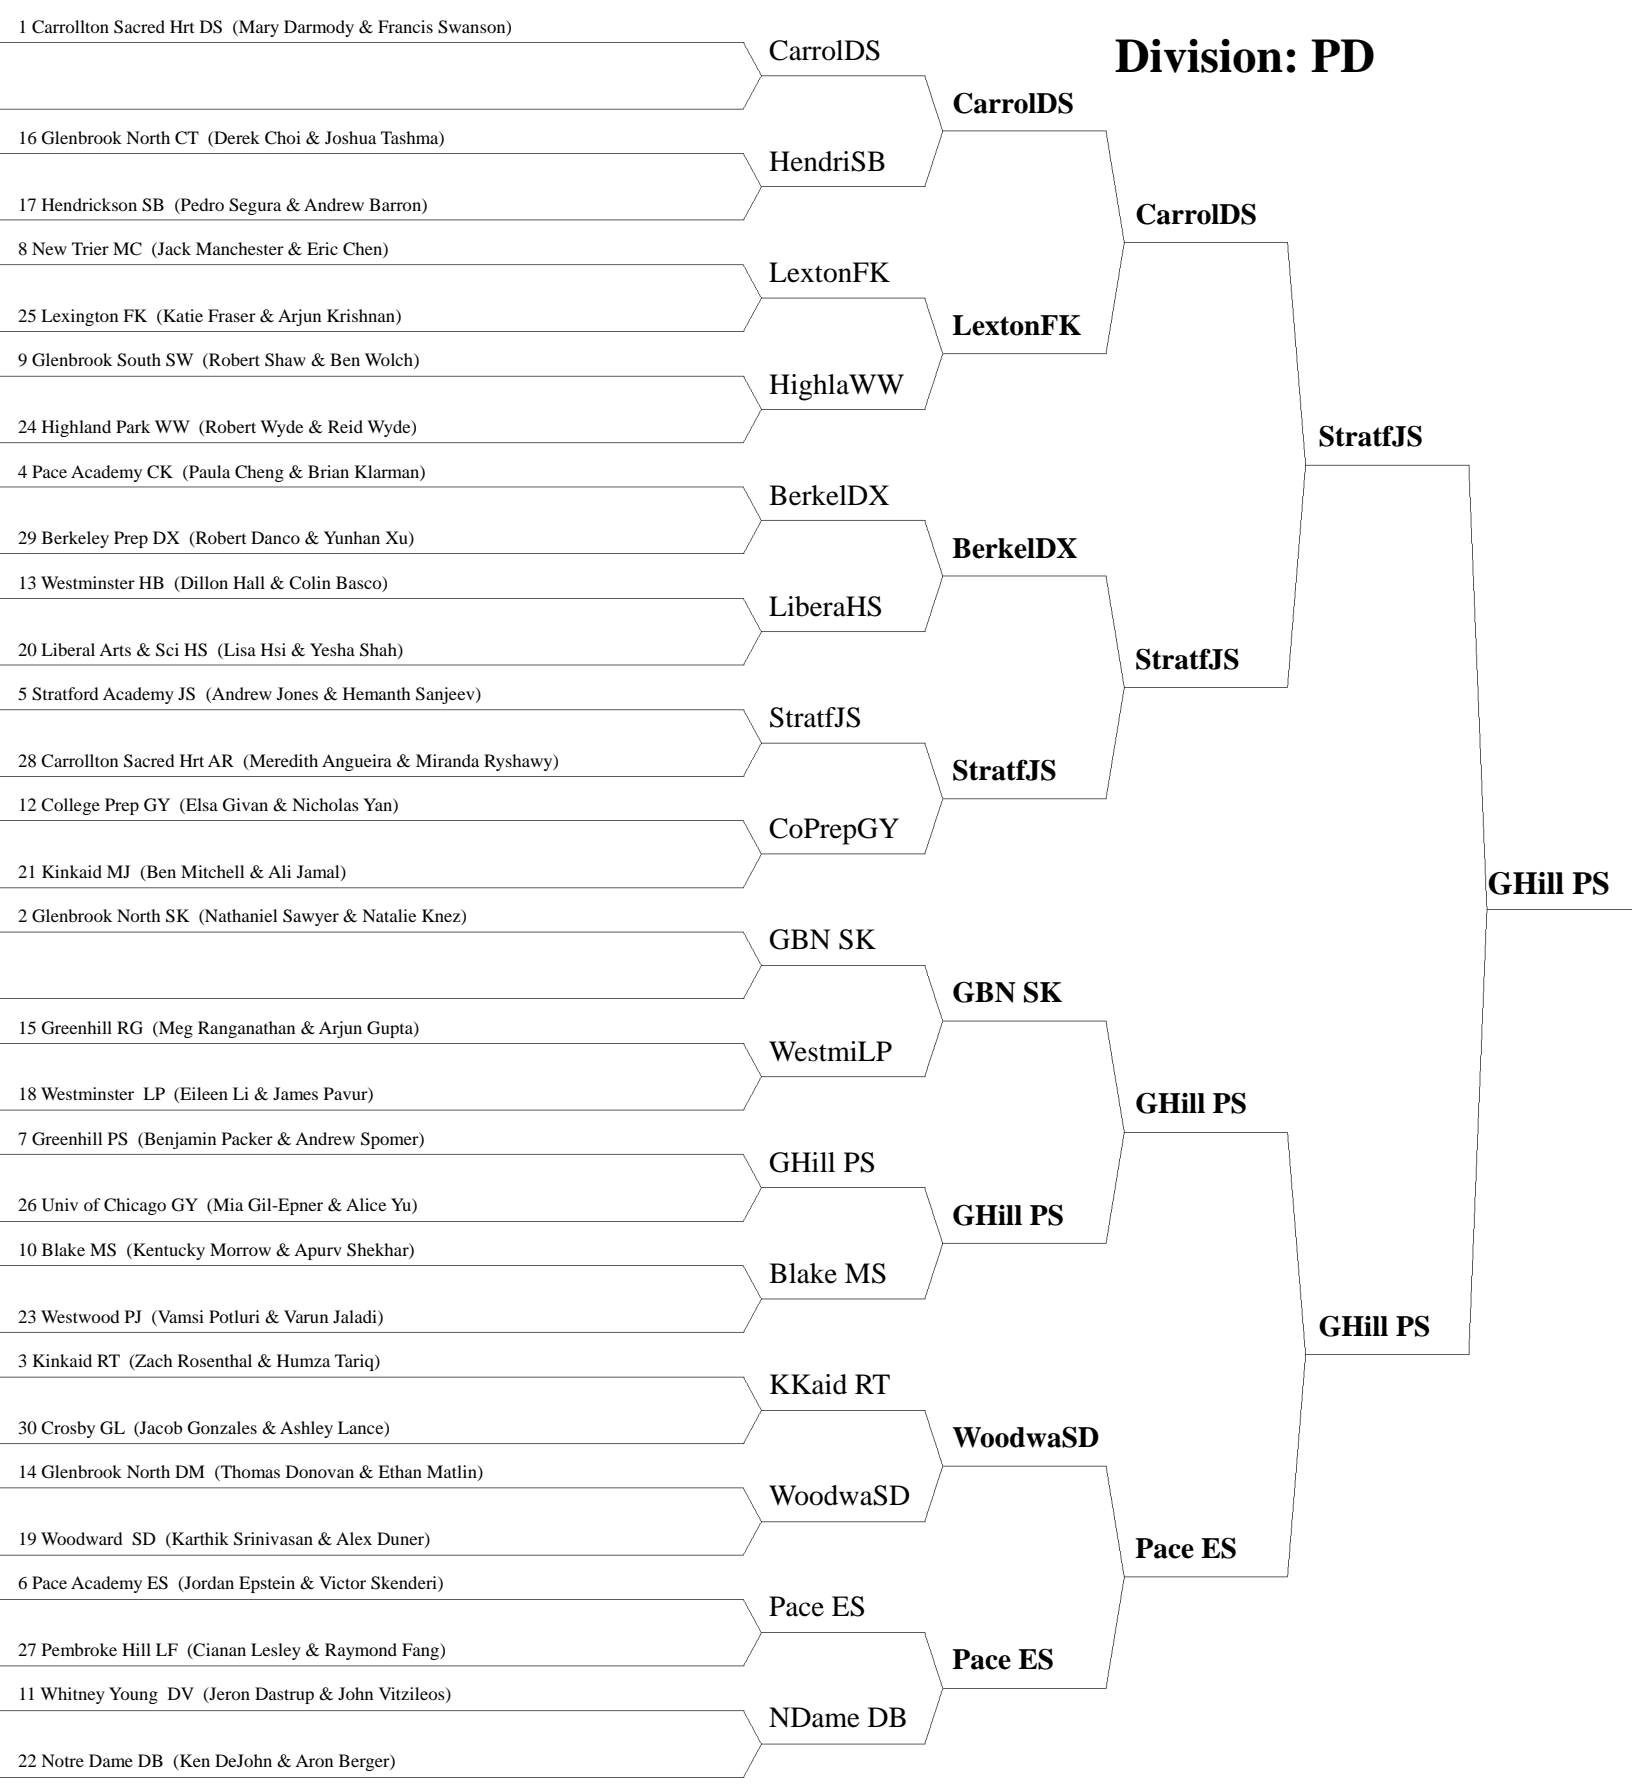 Division: PD
1 Carrollton Sacred Hrt DS (Mary Darmody & Francis Swanson)
16 Glenbrook North CT (Derek Choi & Joshua Tashma)
17 Hendrickson SB (Pedro Segura & Andrew Barron)
8 New Trier MC (Jack Manchester & Eric Chen)
25 Lexington FK (Katie Fraser & Arjun Krishnan)
9 Glenbrook South SW (Robert Shaw & Ben Wolch)
24 Highland Park WW (Robert Wyde & Reid Wyde)
4 Pace Academy CK (Paula Cheng & Brian Klarman)
29 Berkeley Prep DX (Robert Danco & Yunhan Xu)
13 Westminster HB (Dillon Hall & Colin Basco)
20 Liberal Arts & Sci HS (Lisa Hsi & Yesha Shah)
5 Stratford Academy JS (Andrew Jones & Hemanth Sanjeev)
28 Carrollton Sacred Hrt AR (Meredith Angueira & Miranda Ryshawy)
12 College Prep GY (Elsa Givan & Nicholas Yan)
21 Kinkaid MJ (Ben Mitchell & Ali Jamal)
2 Glenbrook North SK (Nathaniel Sawyer & Natalie Knez)
15 Greenhill RG (Meg Ranganathan & Arjun Gupta)
18 Westminster LP (Eileen Li & James Pavur)
7 Greenhill PS (Benjamin Packer & Andrew Spomer)
26 Univ of Chicago GY (Mia Gil-Epner & Alice Yu)
10 Blake MS (Kentucky Morrow & Apurv Shekhar)
23 Westwood PJ (Vamsi Potluri & Varun Jaladi)
3 Kinkaid RT (Zach Rosenthal & Humza Tariq)
30 Crosby GL (Jacob Gonzales & Ashley Lance)
14 Glenbrook North DM (Thomas Donovan & Ethan Matlin)
19 Woodward SD (Karthik Srinivasan & Alex Duner)
6 Pace Academy ES (Jordan Epstein & Victor Skenderi)
27 Pembroke Hill LF (Cianan Lesley & Raymond Fang)
11 Whitney Young DV (Jeron Dastrup & John Vitzileos)
22 Notre Dame DB (Ken DeJohn & Aron Berger)
CarrolDS
HendriSB
LextonFK
HighlaWW
BerkelDX
LiberaHS
StratfJS
CoPrepGY
GBN SK
WestmiLP
GHill PS
Blake MS
KKaid RT
WoodwaSD
Pace ES
NDame DB
CarrolDS
LextonFK
BerkelDX
StratfJS
GBN SK
GHill PS
WoodwaSD
Pace ES
CarrolDS
StratfJS
GHill PS
Pace ES
StratfJS
GHill PS
GHill PS